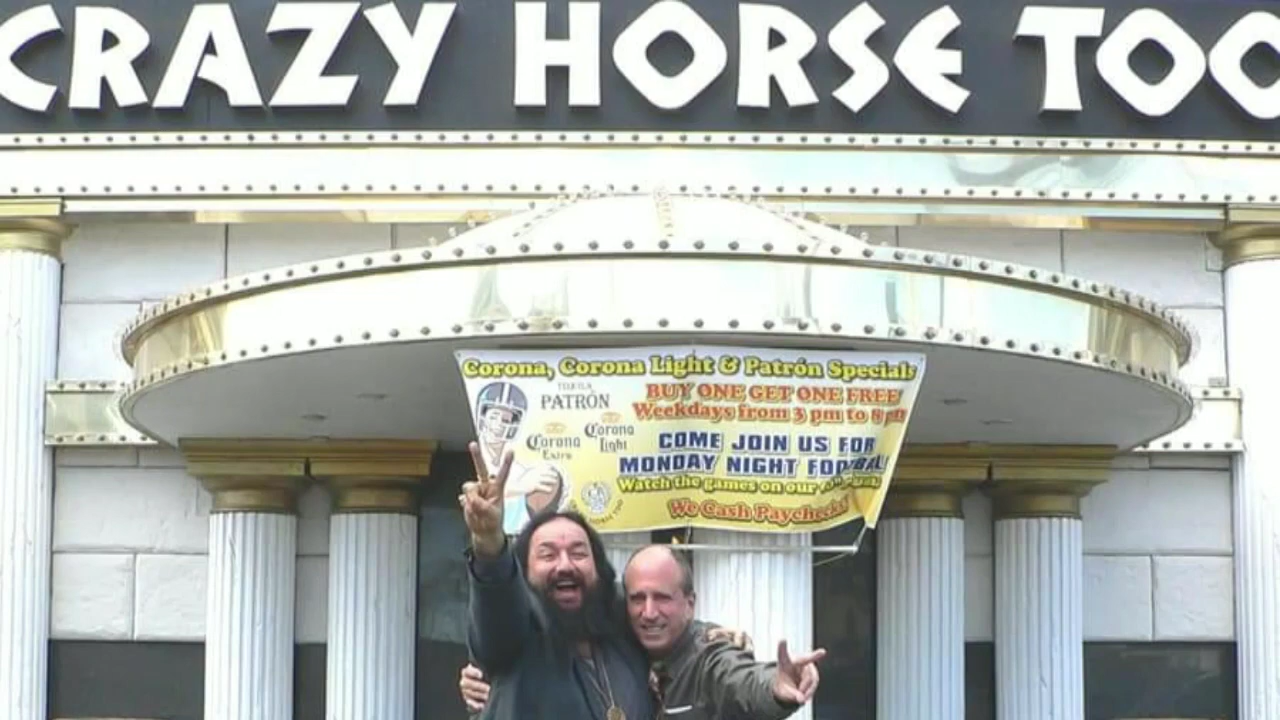 CRAZY HORSE TOO
Corona, Corona Light & Patrón Specials
TEQUILA
PATRÓN
BUY ONE GET ONE FREE
Weekdays from 3 pm to 8 pm
Corona
Extra
Corona
Light
COME JOIN US FOR
MONDAY NIGHT FOOTBALL
Watch the games on our
We Cash Paychecks